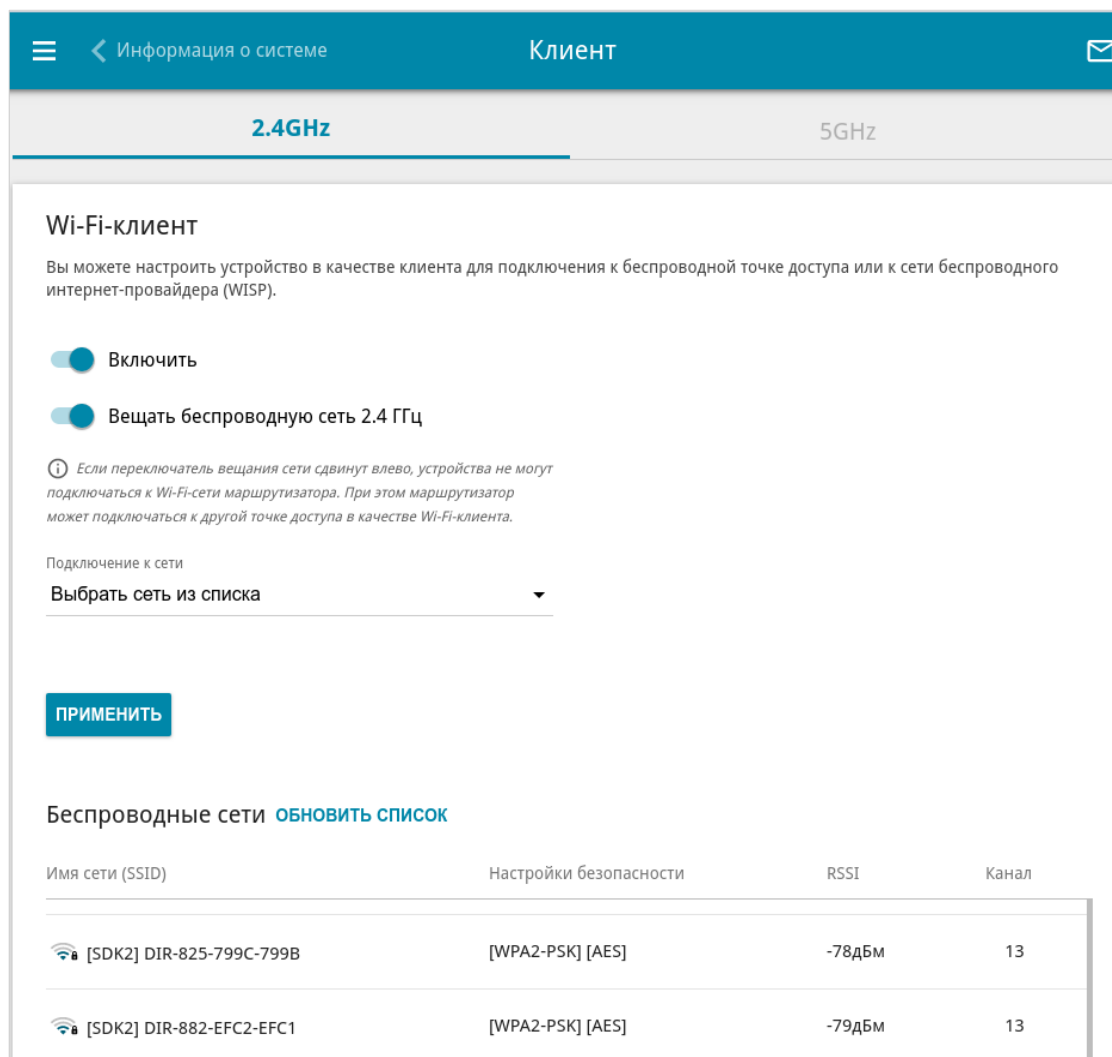 Информация о системе
Клиент
2.4GHz
5GHz
Wi-Fi-клиент
Вы можете настроить устройство в качестве клиента для подключения к беспроводной точке доступа или к сети беспроводного
интернет-провайдера (WISP).
Включить
Вещать беспроводную сеть 2.4 ГГц
Если переключатель вещания сети сдвинут влево, устройства не могут
подключаться к Wi-Fi-сети маршрутизатора. При этом маршрутизатор
может подключаться к другой точке доступа в качестве Wi-Fi-клиента.
Подключение к сети
Выбрать сеть из списка
ПРИМЕНИТЬ
Беспроводные сети ОБНОВИТЬ СПИСОК
Имя сети (SSID) Настройки безопасности RSSI Канал
[SDK2] DIR-825-799C-799B [WPA2-PSK] [AES] -78дБм 13
[SDK2] DIR-882-EFC2-EFC1 [WPA2-PSK] [AES] -79дБм 13